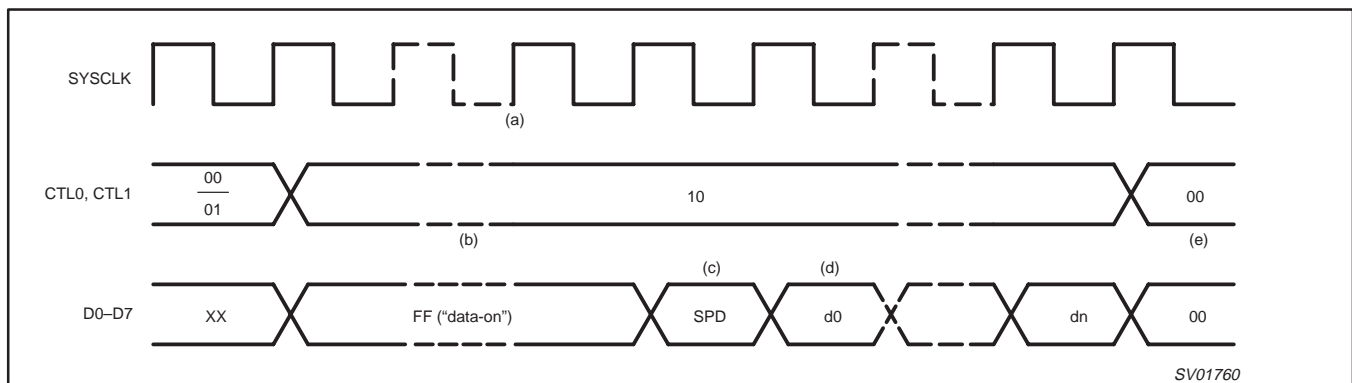 SYSCLK
(a)
CTL0, CTL1
00
01
10
00
(b)
(e)
(c)
(d)
D0–D7
XX
FF (“data-on”)
SPD
d0
dn
00
SV01760